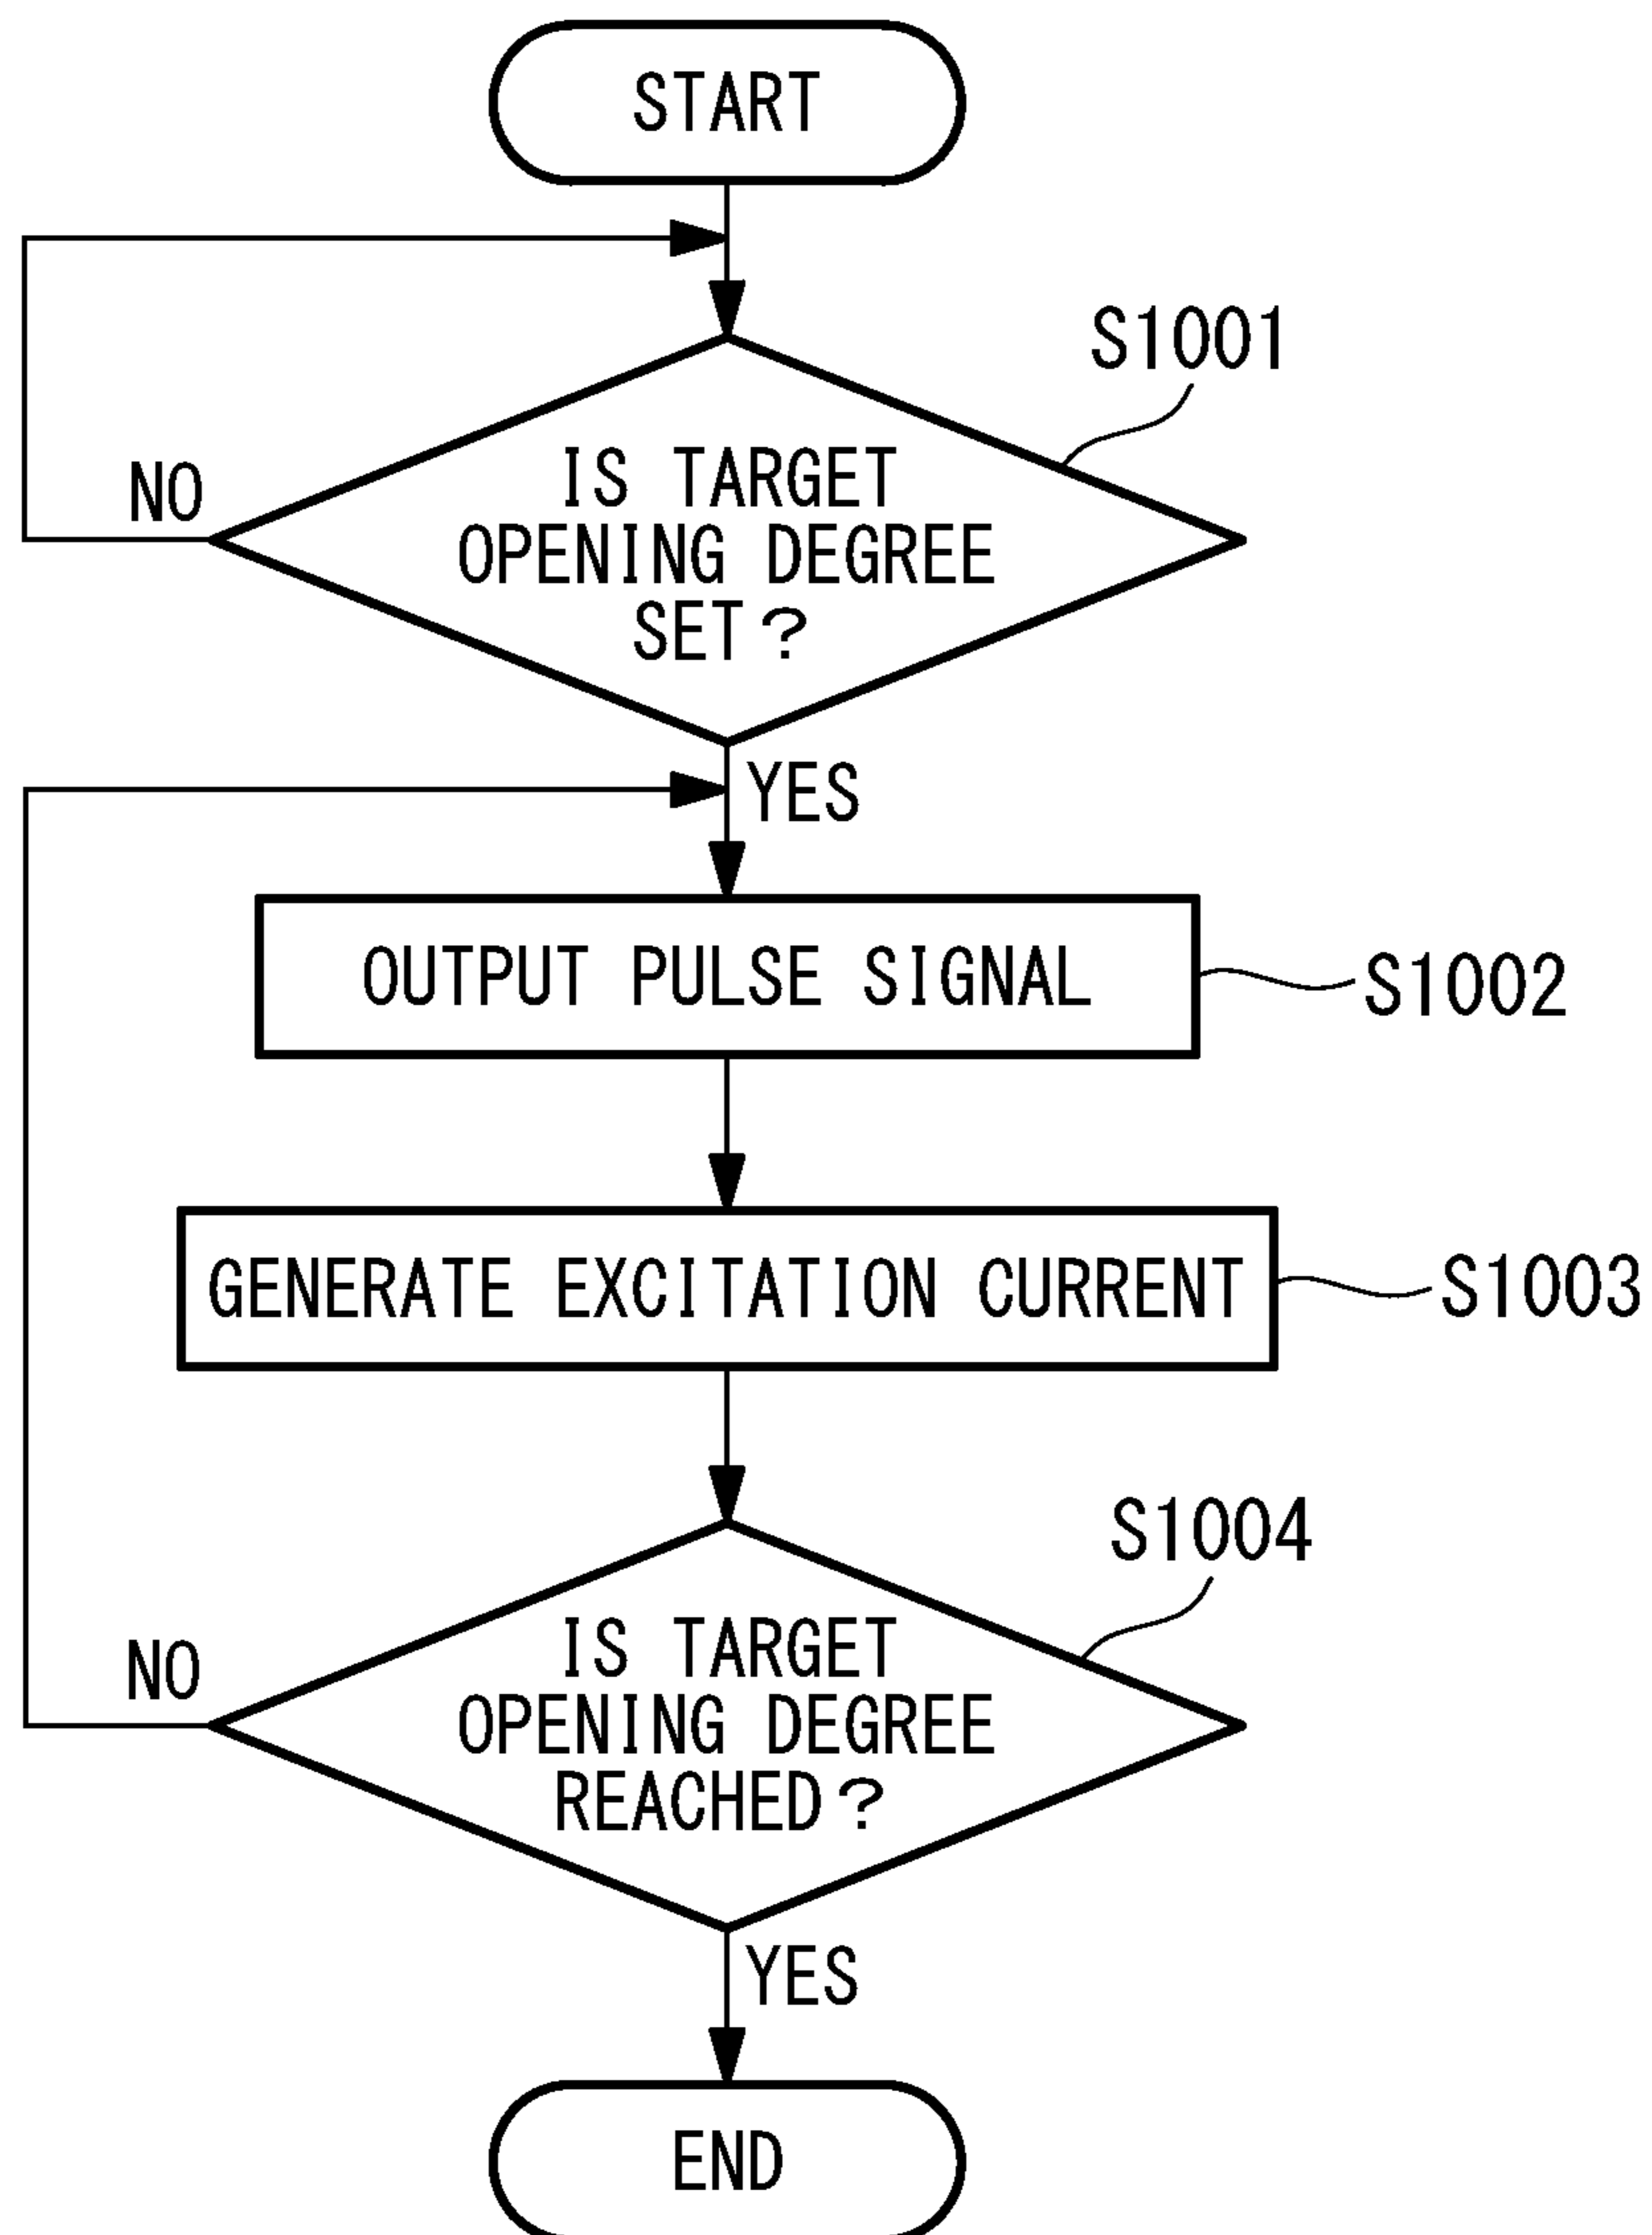 START
S1001
NO
IS TARGET
OPENING DEGREE
SET?
YES
OUTPUT PULSE SIGNAL
S1002
GENERATE EXCITATION CURRENT
S1003
S1004
NO
IS TARGET
OPENING DEGREE
REACHED?
YES
END